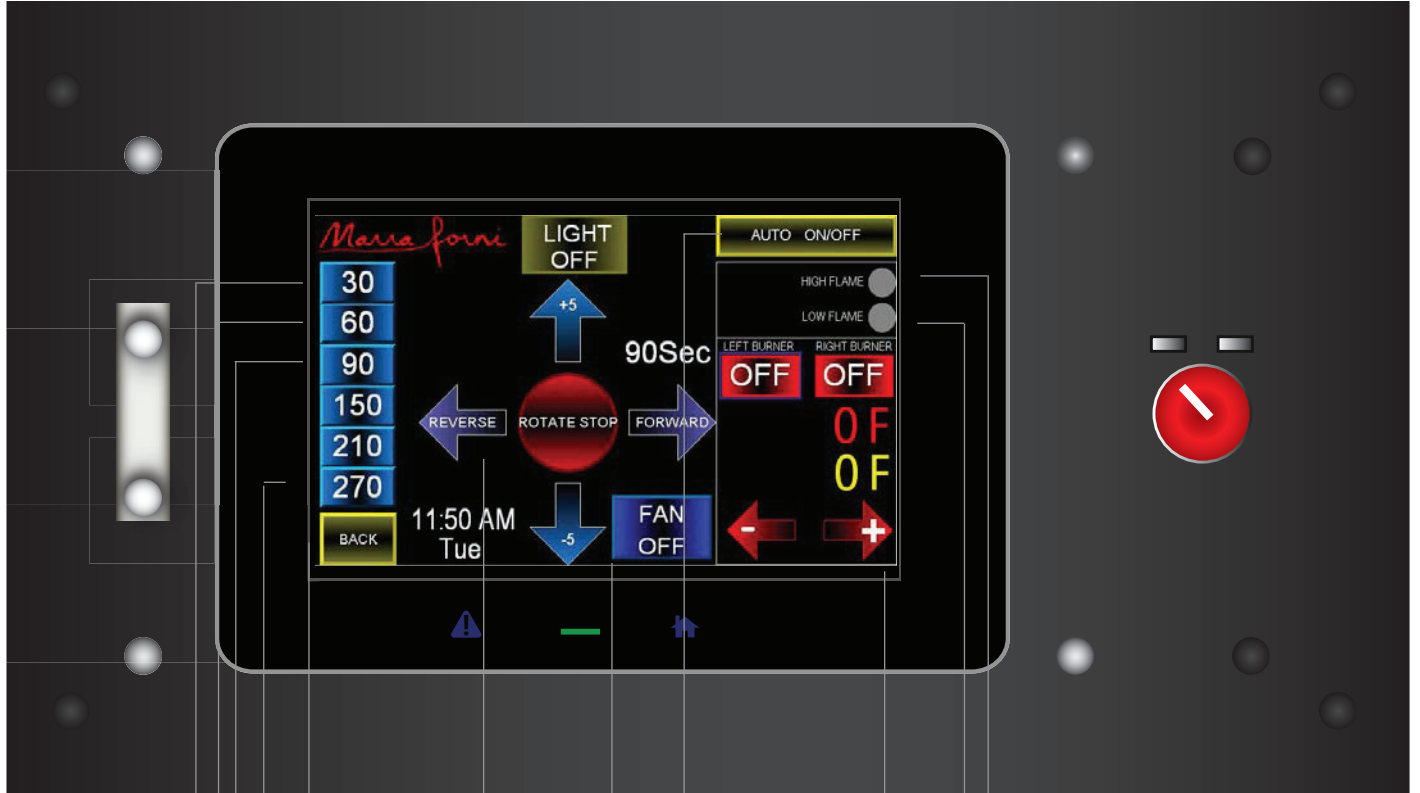 Marra forni
LIGHT
OFF
AUTO ON/OFF
30
60
90
150
210
270
BACK
+5
90Sec
REVERSE
ROTATE STOP
FORWARD
-5
11:50 AM
Tue
FAN
OFF
HIGH FLAME
LOW FLAME
LEFT BURNER
RIGHT BURNER
OFF
OFF
0 F
0 F
-
+